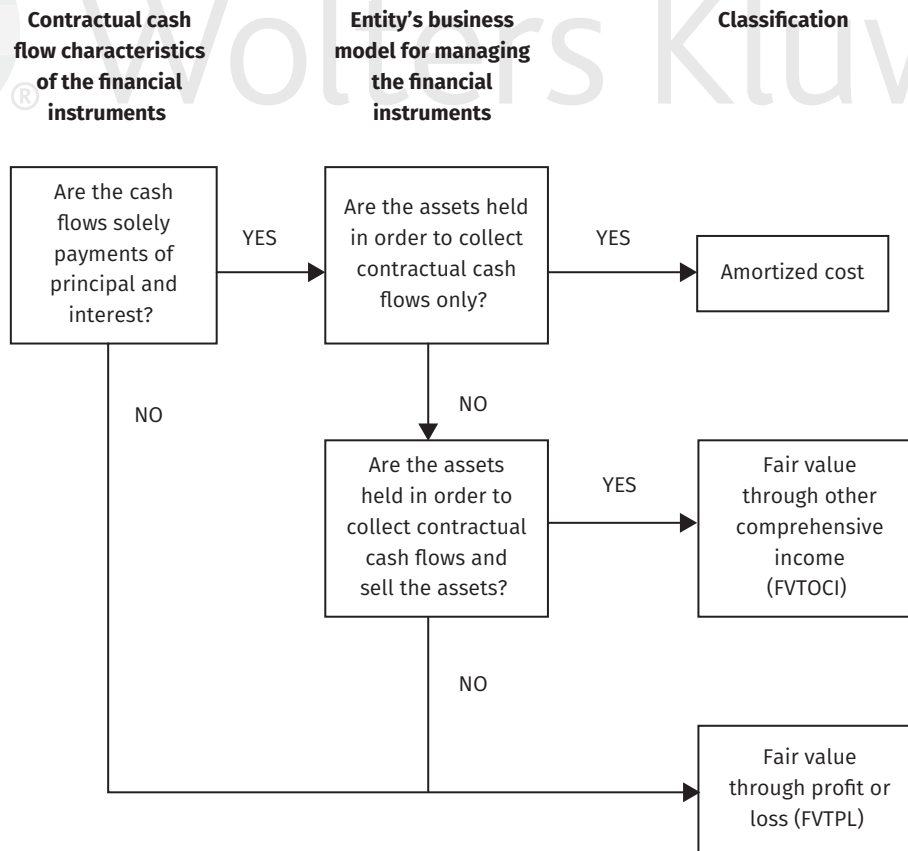 Contractual cash
flow characteristics
of the financial
instruments
Entity’s business
model for managing
the financial
instruments
Classification
® Wolters
Are the cash
flows solely
payments of
principal and
interest?
YES
Are the assets held
in order to collect
contractual cash
flows only?
YES
Amortized cost
NO
NO
Are the assets
held in order to
collect contractual
cash flows and
sell the assets?
YES
Fair value
through other
comprehensive
income
(FVTOCI)
NO
Fair value
through profit or
loss (FVTPL)